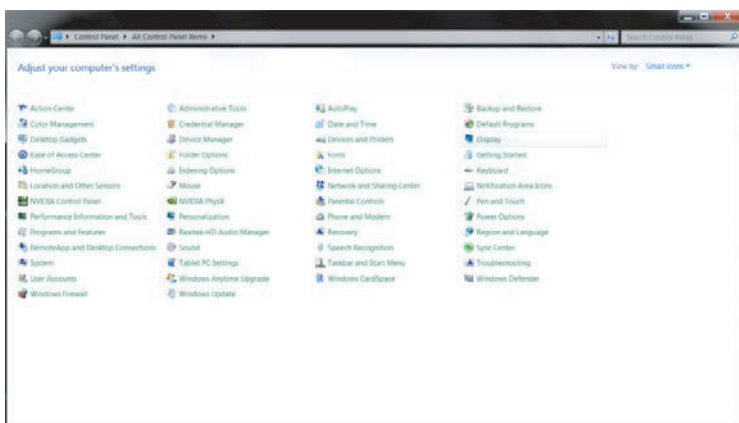 Control Panel ▸ All Control Panel Items ▸ Search Control Panel
Adjust your computer's settings View by: Small icons
Action Center Administrative Tools AutoPlay Backup and Restore
Color Management Credential Manager Date and Time Default Programs
Desktop Gadgets Device Manager Devices and Printers Display
Ease of Access Center Folder Options Fonts Getting Started
HomeGroup Indexing Options Internet Options Keyboard
Location and Other Sensors Mouse Network and Sharing Center Notification Area Icons
NVIDIA Control Panel NVIDIA PhysX Parental Controls Pen and Touch
Performance Information and Tools Personalization Phone and Modem Power Options
Programs and Features Realtek HD Audio Manager Recovery Region and Language
RemoteApp and Desktop Connections Sound Speech Recognition Sync Center
System Tablet PC Settings Taskbar and Start Menu Troubleshooting
User Accounts Windows Anytime Upgrade Windows CardSpace Windows Defender
Windows Firewall Windows Update